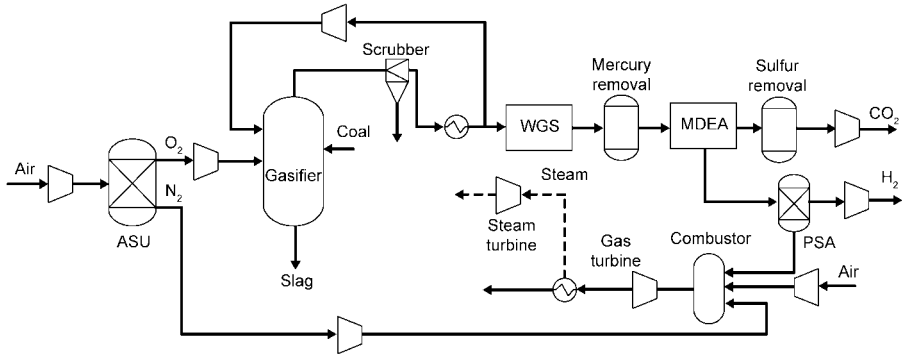 Scrubber
Mercury
removal
Sulfur
removal
Coal
WGS
MDEA
CO2
O2
Air
Gasifier
N2
Steam
H2
ASU
Steam
turbine
Gas
turbine
Combustor
PSA
Slag
Air